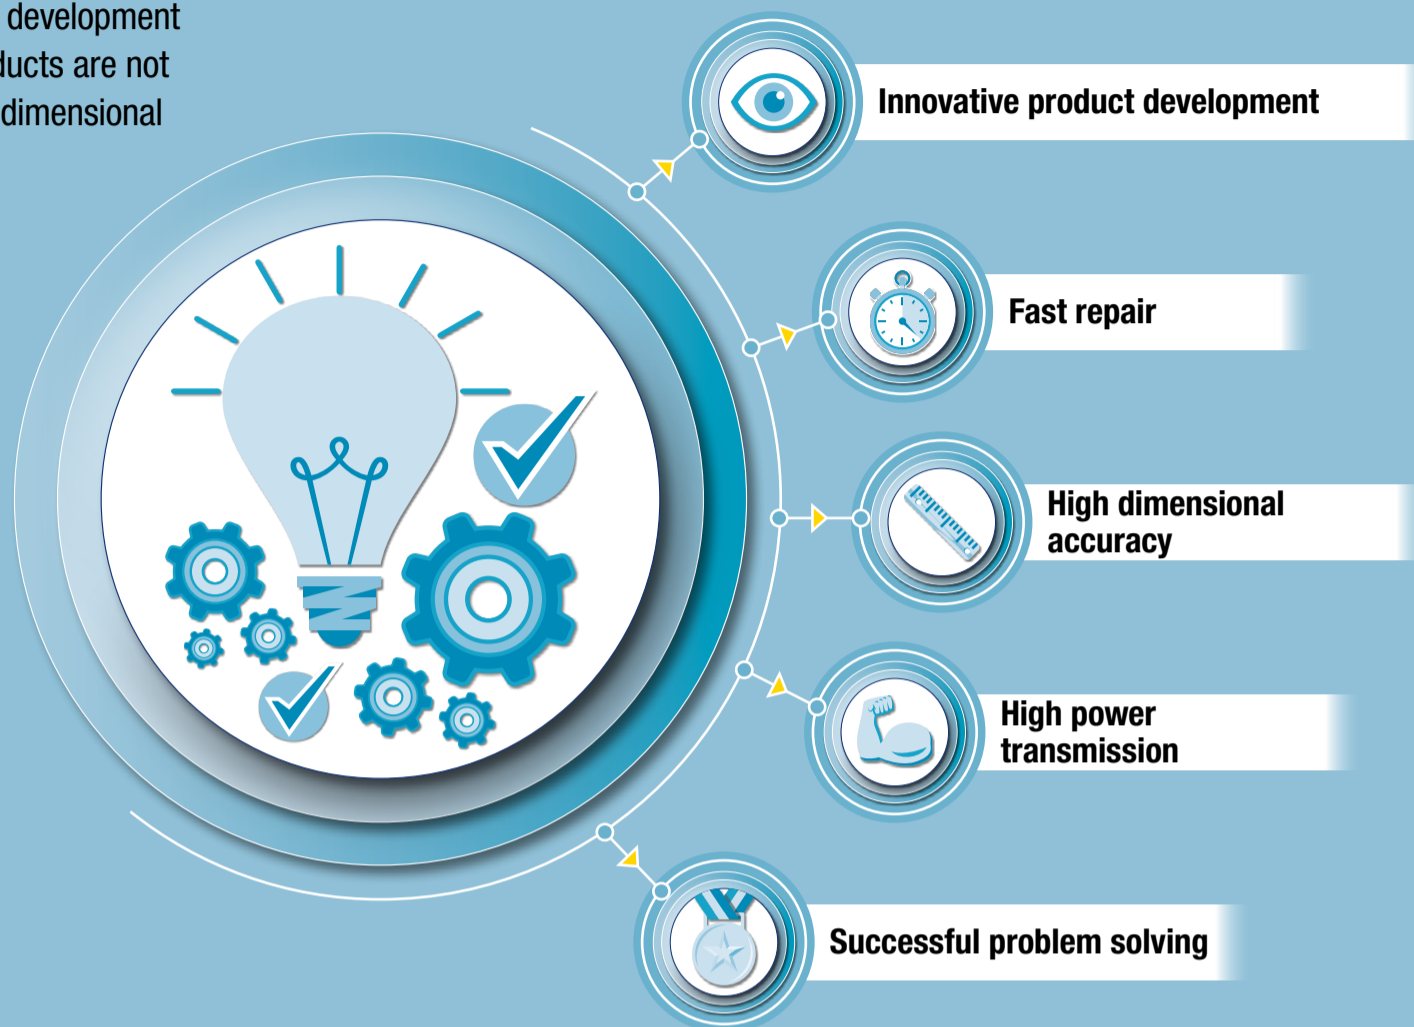 development
ducts are not
dimensional
Innovative product development
Fast repair
High dimensional
accuracy
High power
transmission
Successful problem solving